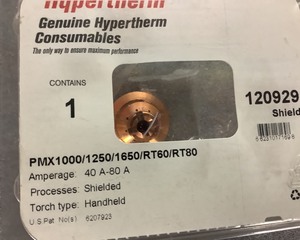 hypertherm
Genuine Hypertherm
Consumables
The only way to ensure maximum performance
CONTAINS
1
120929
Shield
PMX1000/1250/1650/RT60/RT80
Amperage: 40 A-80 A
Processes: Shielded
Torch type: Handheld
U.S Pat No(s) 6207923